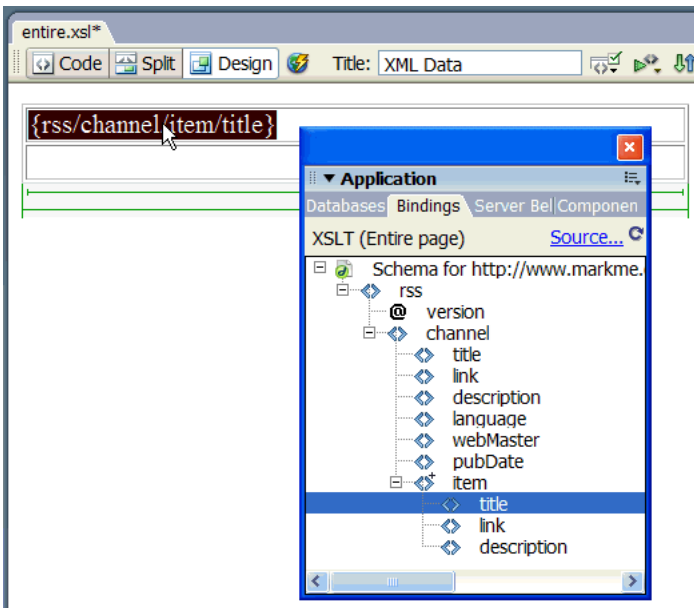 entire.xsl*
Code Split Design Title: XML Data
{rss/channel/item/title}
Application
Databases Bindings Server Bel Componen
XSLT (Entire page) Source...
Schema for http://www.markme.
rss
@ version
channel
title
link
description
language
webMaster
pubDate
item
title
link
description